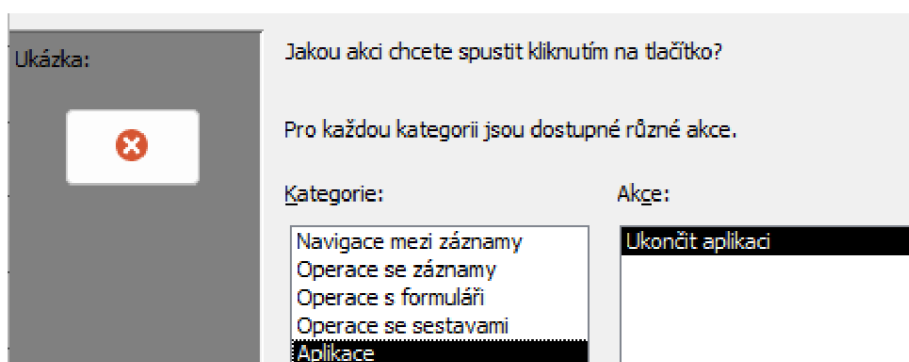 Ukázka:
Jakou akci chcete spustit kliknutím na tlačítko?
Pro každou kategorii jsou dostupné různé akce.
Kategorie:
Navigace mezi záznamy
Operace se záznamy
Operace s formuláři
Operace se sestavami
Aplikace
Akce:
Ukončit aplikaci